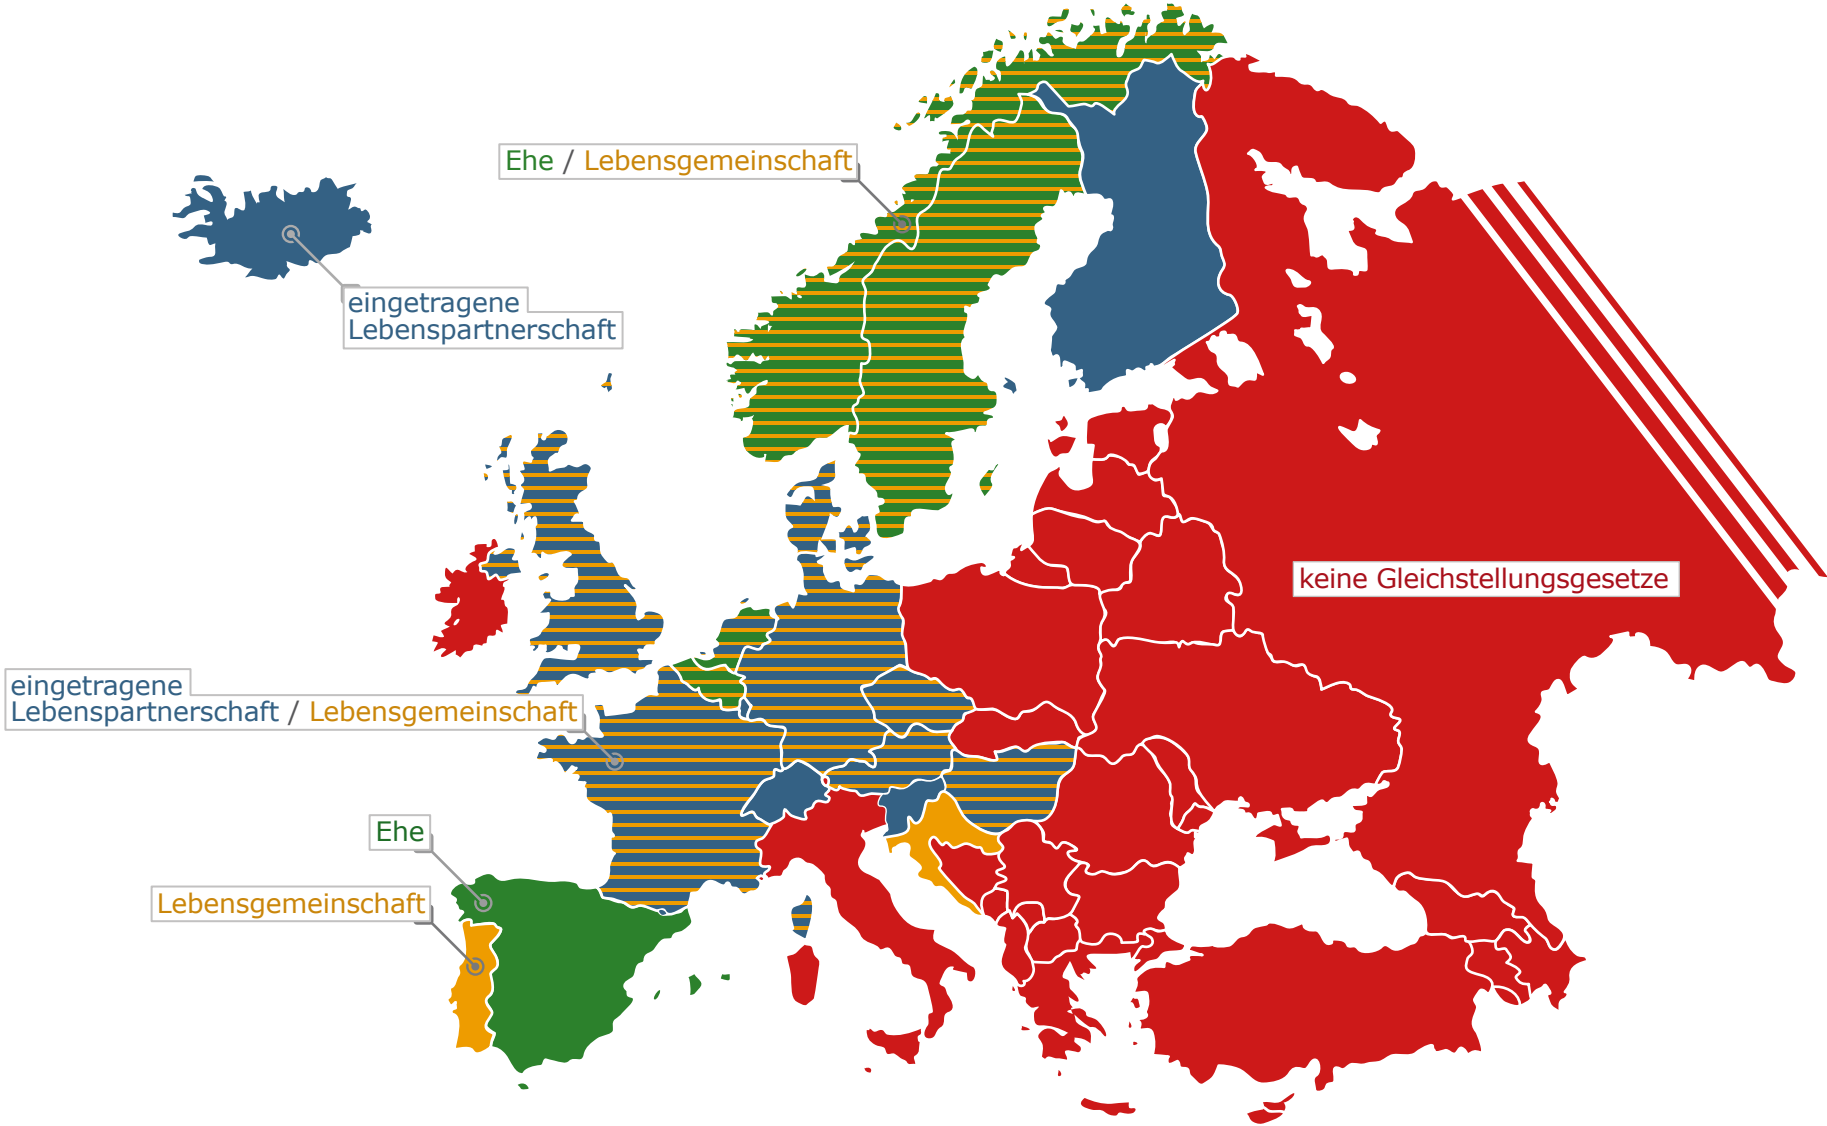 Ehe / Lebensgemeinschaft
eingetragene
Lebenspartnerschaft
keine Gleichstellungsgesetze
eingetragene
Lebenspartnerschaft / Lebensgemeinschaft
Ehe
Lebensgemeinschaft